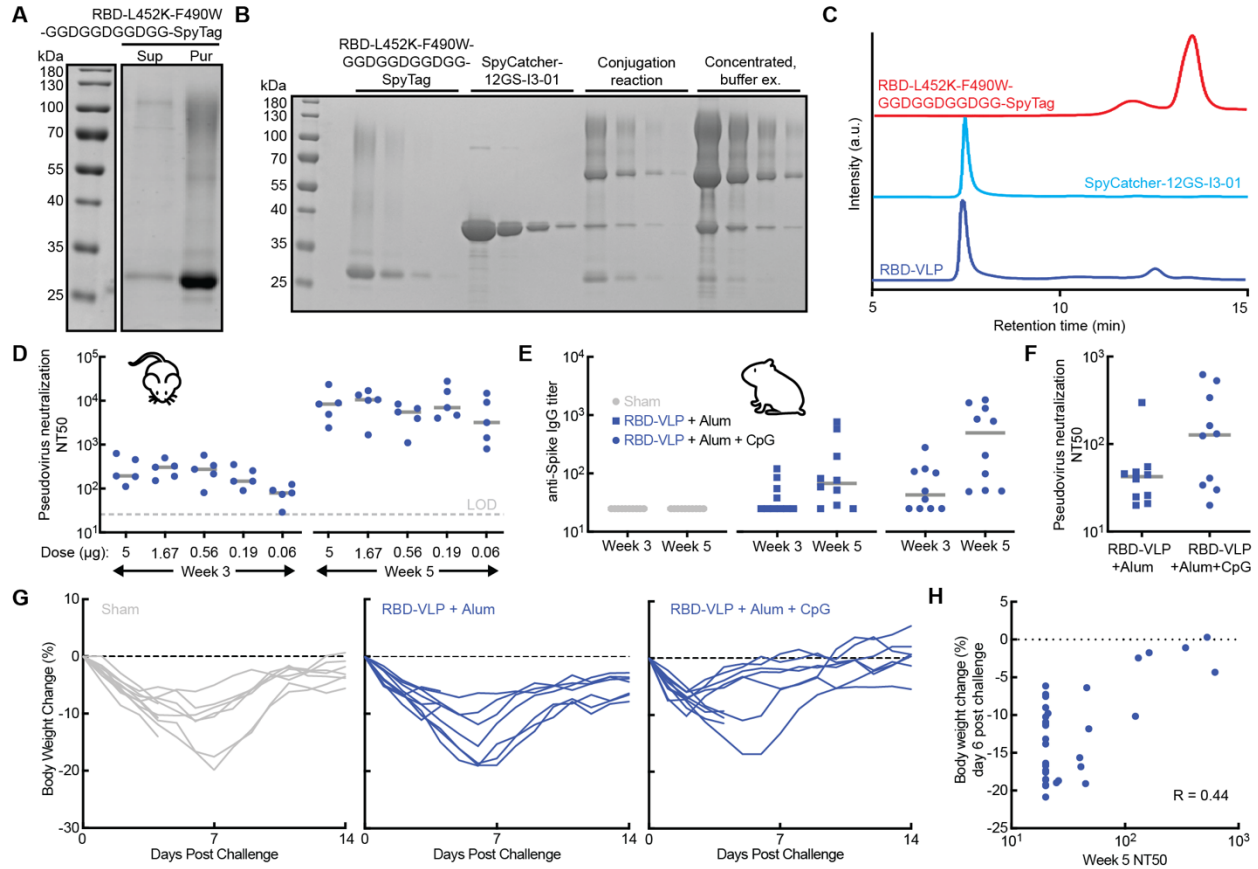 A
RBD-L452K-F490W
-GGDGGDGGDGG-SpyTag
kDa
Sup
Pur
180
130
100
70
55
40
35
25
B
RBD-L452K-F490W-
GGDGGDGGDGG-
SpyTag
SpyCatcher-
12GS-I3-01
Conjugation
reaction
Concentrated,
buffer ex.
kDa
180
130
100
70
55
40
35
25
C
Intensity (a.u.)
RBD-L452K-F490W-
GGDGGDGGDGG-SpyTag
SpyCatcher-12GS-I3-01
RBD-VLP
5
10
15
Retention time (min)
D
Pseudovirus neutralization
NT50
10^5
10^4
10^3
10^2
10^1
LOD
Dose (μg):
5
1.67
0.56
0.19
0.06
5
1.67
0.56
0.19
0.06
Week 3
Week 5
E
anti-Spike IgG titer
10^4
10^3
10^2
10^1
Sham
RBD-VLP + Alum
RBD-VLP + Alum + CpG
Week 3
Week 5
Week 3
Week 5
Week 3
Week 5
F
Pseudovirus neutralization
NT50
10^3
10^2
10^1
RBD-VLP
+Alum
RBD-VLP
+Alum+CpG
G
Body Weight Change (%)
10
0
-10
-20
-30
Sham
RBD-VLP + Alum
RBD-VLP + Alum + CpG
0
7
14
0
7
14
0
7
14
Days Post Challenge
Days Post Challenge
Days Post Challenge
H
Body weight change (%)
day 6 post challenge
5
0
-5
-10
-15
-20
-25
R = 0.44
10^1
10^2
10^3
Week 5 NT50